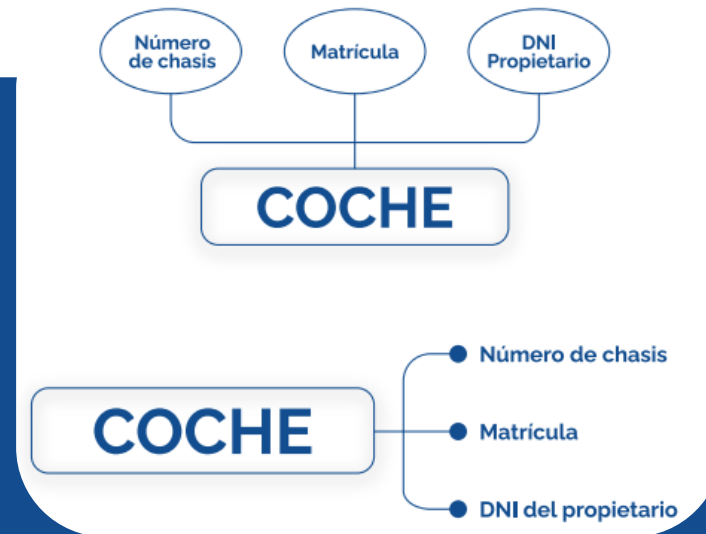 Número
de chasis
Matrícula
DNI
Propietario
COCHE
Número de chasis
COCHE
Matrícula
DNI del propietario